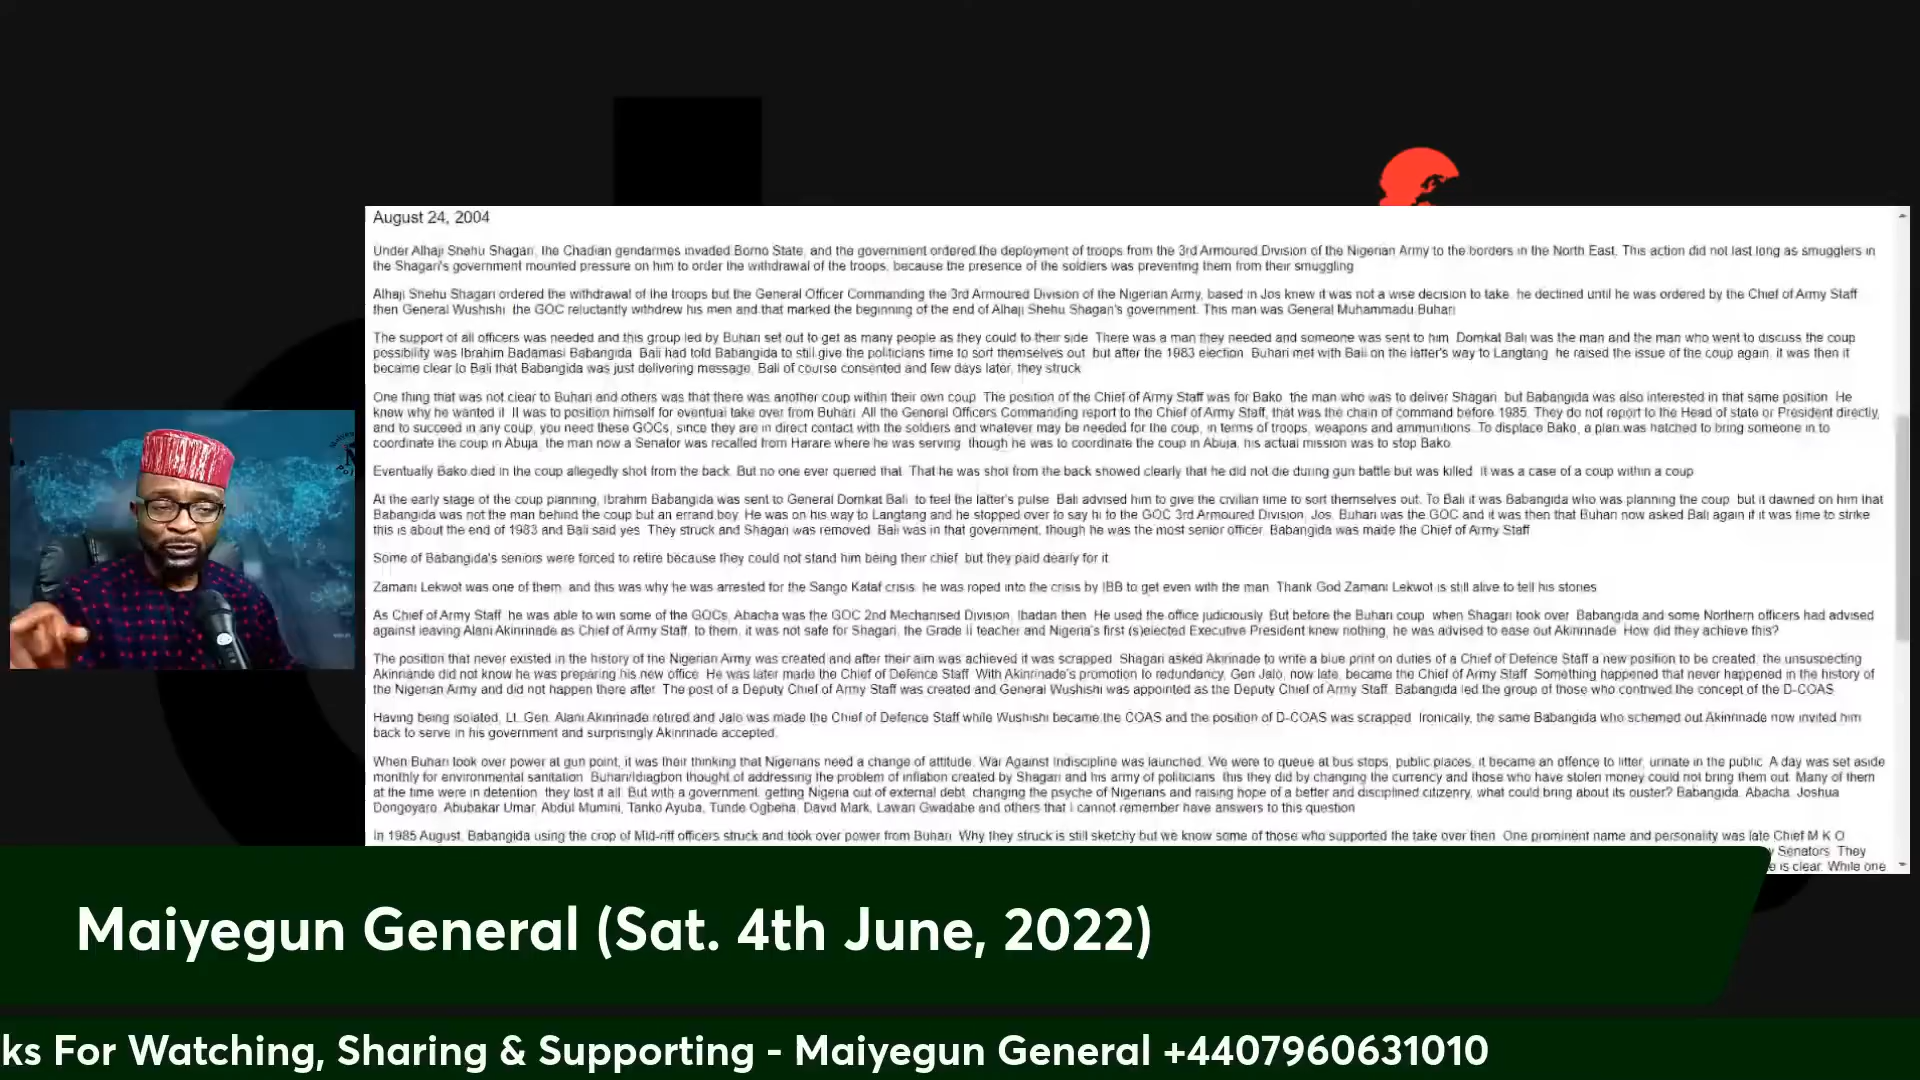 August 24, 2004
Under Alhaji Shehu Shagari, the Chadian gendarmes invaded Borno State, and the government ordered the deployment of troops from the 3rd Armoured Division of the Nigerian Army to the borders in the North East. This action did not last long as smugglers in
the Shagari's government mounted pressure on him to order the withdrawal of the troops, because the presence of the soldiers was preventing them from their smuggling
Alhaji Shehu Shagari ordered the withdrawal of the troops but the General Officer Commanding the 3rd Armoured Division of the Nigerian Army, based in Jos knew it was not a wise decision to take, he declined until he was ordered by the Chief of Army Staff
then General Wushishi, the GOC reluctantly withdrew his men and that marked the beginning of the end of Alhaji Shehu Shagari's government. This man was General Muhammadu Buhari
The support of all officers was needed and this group led by Buhari set out to get as many people as they could to their side. There was a man they needed and someone was sent to him. Domkat Bali was the man and the man who went to discuss the coup
possibility was Ibrahim Badamasi Babangida. Bali had told Babangida to still give the politicians time to sort themselves out, but after the 1983 election, Buhari met with Bali on the latter's way to Langtang, he raised the issue of the coup again, it was then it
became clear to Bali that Babangida was just delivering message, Bali of course consented and few days later, they struck
One thing that was not clear to Buhari and others was that there was another coup within their own coup. The position of the Chief of Army Staff was for Bako, the man who was to deliver Shagari, but Babangida was also interested in that same position. He
knew why he wanted it. It was to position himself for eventual take over from Buhari. All the General Officers Commanding report to the Chief of Army Staff, that was the chain of command before 1985. They do not report to the Head of state or President directly,
and to succeed in any coup, you need these GOCs, since they are in direct contact with the soldiers and whatever may be needed for the coup, in terms of troops, weapons and ammunitions. To displace Bako, a plan was hatched to bring someone in to
coordinate the coup in Abuja, the man now a Senator was recalled from Harare where he was serving, though he was to coordinate the coup in Abuja, his actual mission was to stop Bako.
Eventually Bako died in the coup allegedly shot from the back. But no one ever queried that. That he was shot from the back showed clearly that he did not die during gun battle but was killed. It was a case of a coup within a coup
At the early stage of the coup planning, Ibrahim Babangida was sent to General Domkat Bali, to feel the latter's pulse. Bali advised him to give the civilian time to sort themselves out. To Bali it was Babangida who was planning the coup, but it dawned on him that
Babangida was not the man behind the coup but an errand boy. He was on his way to Langtang and he stopped over to say hi to the GOC 3rd Armoured Division, Jos. Buhari was the GOC and it was then that Buhari now asked Bali again if it was time to strike
this is about the end of 1983 and Bali said yes. They struck and Shagari was removed. Bali was in that government, though he was the most senior officer. Babangida was made the Chief of Army Staff
Some of Babangida's seniors were forced to retire because they could not stand him being their chief, but they paid dearly for it
Zamani Lekwot was one of them, and this was why he was arrested for the Sango Kataf crisis, he was roped into the crisis by IBB to get even with the man. Thank God Zamani Lekwot is still alive to tell his stories
As Chief of Army Staff, he was able to win some of the GOCs, Abacha was the GOC 2nd Mechanised Division, Ibadan then. He used the office judiciously. But before the Buhari coup, when Shagari took over, Babangida and some Northern officers had advised
against leaving Alani Akinrinade as Chief of Army Staff, to them, it was not safe for Shagari, the Grade II teacher and Nigeria's first (s)elected Executive President knew nothing, he was advised to ease out Akinrinade. How did they achieve this?
The position that never existed in the history of the Nigerian Army was created and after their aim was achieved it was scrapped. Shagari asked Akinrinade to write a blue print on duties of a Chief of Defence Staff a new position to be created, the unsuspecting
Akinriande did not know he was preparing his new office. He was later made the Chief of Defence Staff. With Akinrinade's promotion to redundancy, Gen Jalo, now late, became the Chief of Army Staff. Something happened that never happened in the history of
the Nigerian Army and did not happen there after. The post of a Deputy Chief of Army Staff was created and General Wushishi was appointed as the Deputy Chief of Army Staff. Babangida led the group of those who contrived the concept of the D-COAS
Having being isolated, Lt. Gen. Alani Akinrinade retired and Jalo was made the Chief of Defence Staff while Wushishi became the COAS and the position of D-COAS was scrapped. Ironically, the same Babangida who schemed out Akinrinade now invited him
back to serve in his government and surprisingly Akinrinade accepted.
When Buhari took over power at gun point, it was their thinking that Nigerians need a change of attitude. War Against Indiscipline was launched. We were to queue at bus stops, public places, it became an offence to litter, urinate in the public. A day was set aside
monthly for environmental sanitation. Buhari/Idiagbon thought of addressing the problem of inflation created by Shagari and his army of politicians, this they did by changing the currency and those who have stolen money could not bring them out. Many of them
at the time were in detention, they lost it all. But with a government, getting Nigeria out of external debt, changing the psyche of Nigerians and raising hope of a better and disciplined citizenry, what could bring about its ouster? Babangida, Abacha, Joshua
Dongoyaro, Abubakar Umar, Abdul Mumini, Tanko Ayuba, Tunde Ogbeha, David Mark, Lawan Gwadabe and others that I cannot remember have answers to this question
In 1985 August, Babangida using the crop of Mid-riff officers struck and took over power from Buhari. Why they struck is still sketchy but we know some of those who supported the take over then. One prominent name and personality was late Chief M K O
Senators. They
is clear. While one
Maiyegun General (Sat. 4th June, 2022)
ks For Watching, Sharing & Supporting - Maiyegun General +4407960631010